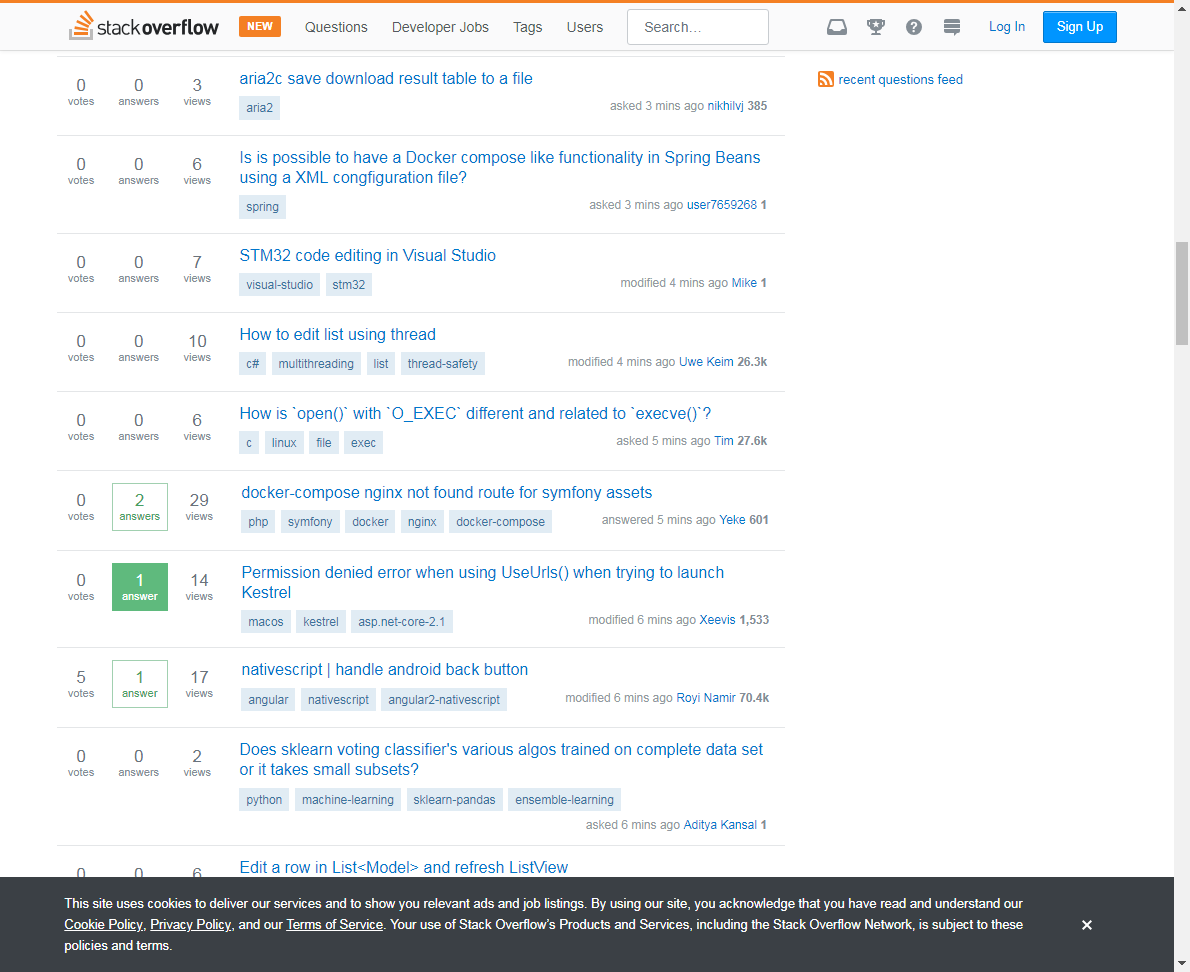 stack overflow NEW Questions Developer Jobs Tags Users Search... Log In Sign Up
0 votes 0 answers 3 views aria2c save download result table to a file
aria2 asked 3 mins ago nikhilvj 385
recent questions feed
0 votes 0 answers 6 views Is is possible to have a Docker compose like functionality in Spring Beans
using a XML congfiguration file?
spring asked 3 mins ago user7659268 1
0 votes 0 answers 7 views STM32 code editing in Visual Studio
visual-studio stm32 modified 4 mins ago Mike 1
0 votes 0 answers 10 views How to edit list using thread
c# multithreading list thread-safety modified 4 mins ago Uwe Keim 26.3k
0 votes 0 answers 6 views How is `open()` with `O_EXEC` different and related to `execve()`?
c linux file exec asked 5 mins ago Tim 27.6k
0 votes 2 answers 29 views docker-compose nginx not found route for symfony assets
php symfony docker nginx docker-compose answered 5 mins ago Yeke 601
0 votes 1 answer 14 views Permission denied error when using UseUrls() when trying to launch
Kestrel
macos kestrel asp.net-core-2.1 modified 6 mins ago Xeevis 1,533
5 votes 1 answer 17 views nativescript | handle android back button
angular nativescript angular2-nativescript modified 6 mins ago Royi Namir 70.4k
0 votes 0 answers 2 views Does sklearn voting classifier's various algos trained on complete data set
or it takes small subsets?
python machine-learning sklearn-pandas ensemble-learning
asked 6 mins ago Aditya Kansal 1
0 0 6 Edit a row in List<Model> and refresh ListView
This site uses cookies to deliver our services and to show you relevant ads and job listings. By using our site, you acknowledge that you have read and understand our
Cookie Policy, Privacy Policy, and our Terms of Service. Your use of Stack Overflow's Products and Services, including the Stack Overflow Network, is subject to these
policies and terms.